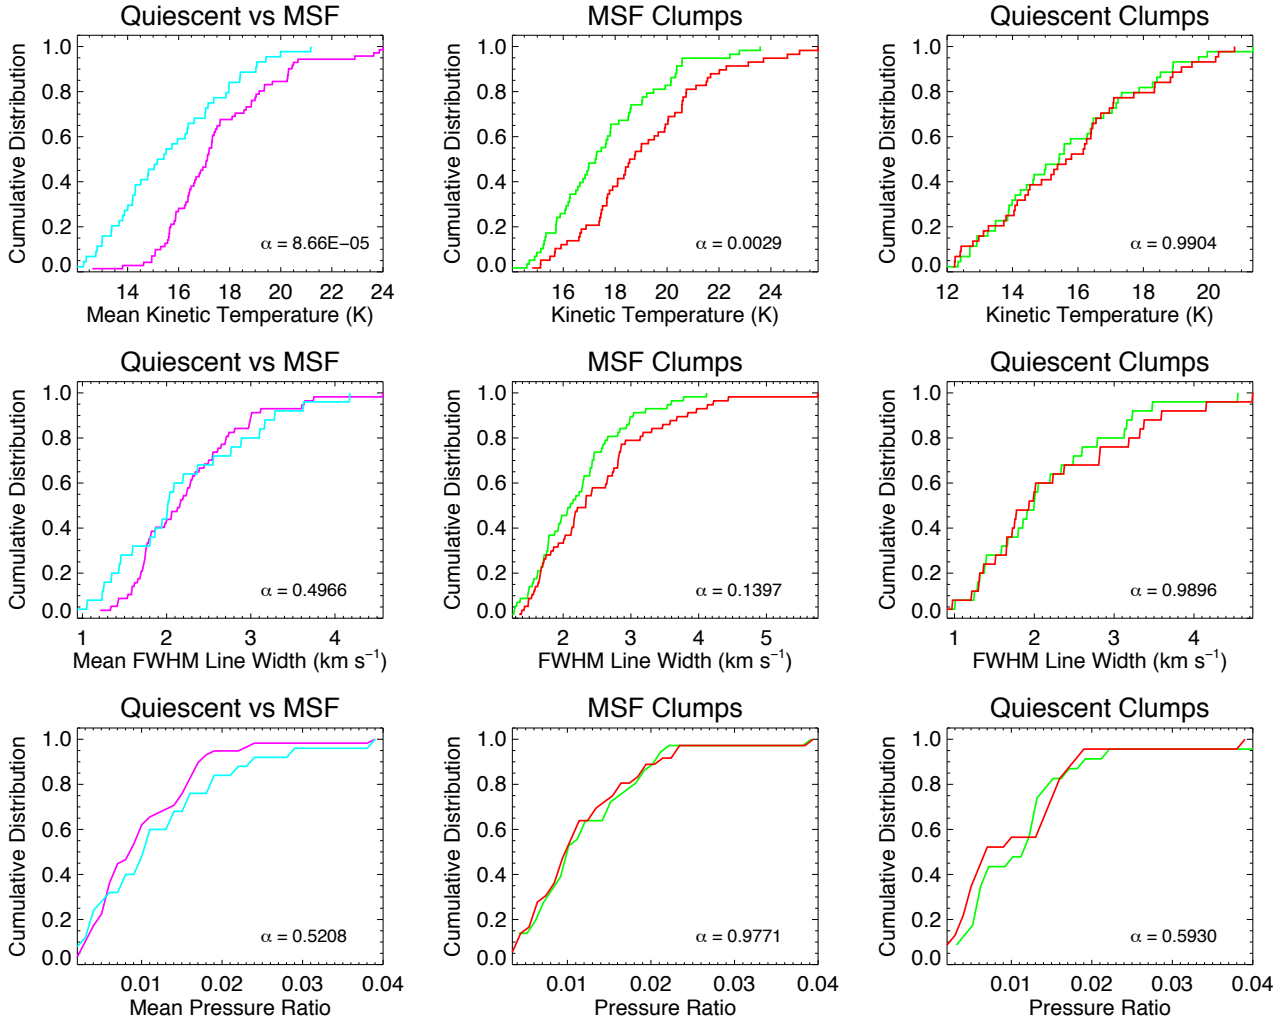 Quiescent vs MSF
MSF Clumps
Quiescent Clumps
Cumulative Distribution
1.0
0.8
0.6
0.4
0.2
0.0
α = 8.66E−05
14 16 18 20 22 24
Mean Kinetic Temperature (K)
Cumulative Distribution
1.0
0.8
0.6
0.4
0.2
0.0
α = 0.0029
16 18 20 22 24
Kinetic Temperature (K)
Cumulative Distribution
1.0
0.8
0.6
0.4
0.2
0.0
α = 0.9904
12 14 16 18 20
Kinetic Temperature (K)
Quiescent vs MSF
MSF Clumps
Quiescent Clumps
Cumulative Distribution
1.0
0.8
0.6
0.4
0.2
0.0
α = 0.4966
1 2 3 4
Mean FWHM Line Width (km s⁻¹)
Cumulative Distribution
1.0
0.8
0.6
0.4
0.2
0.0
α = 0.1397
2 3 4 5
FWHM Line Width (km s⁻¹)
Cumulative Distribution
1.0
0.8
0.6
0.4
0.2
0.0
α = 0.9896
1 2 3 4
FWHM Line Width (km s⁻¹)
Quiescent vs MSF
MSF Clumps
Quiescent Clumps
Cumulative Distribution
1.0
0.8
0.6
0.4
0.2
0.0
α = 0.5208
0.01 0.02 0.03 0.04
Mean Pressure Ratio
Cumulative Distribution
1.0
0.8
0.6
0.4
0.2
0.0
α = 0.9771
0.01 0.02 0.03 0.04
Pressure Ratio
Cumulative Distribution
1.0
0.8
0.6
0.4
0.2
0.0
α = 0.5930
0.01 0.02 0.03 0.04
Pressure Ratio